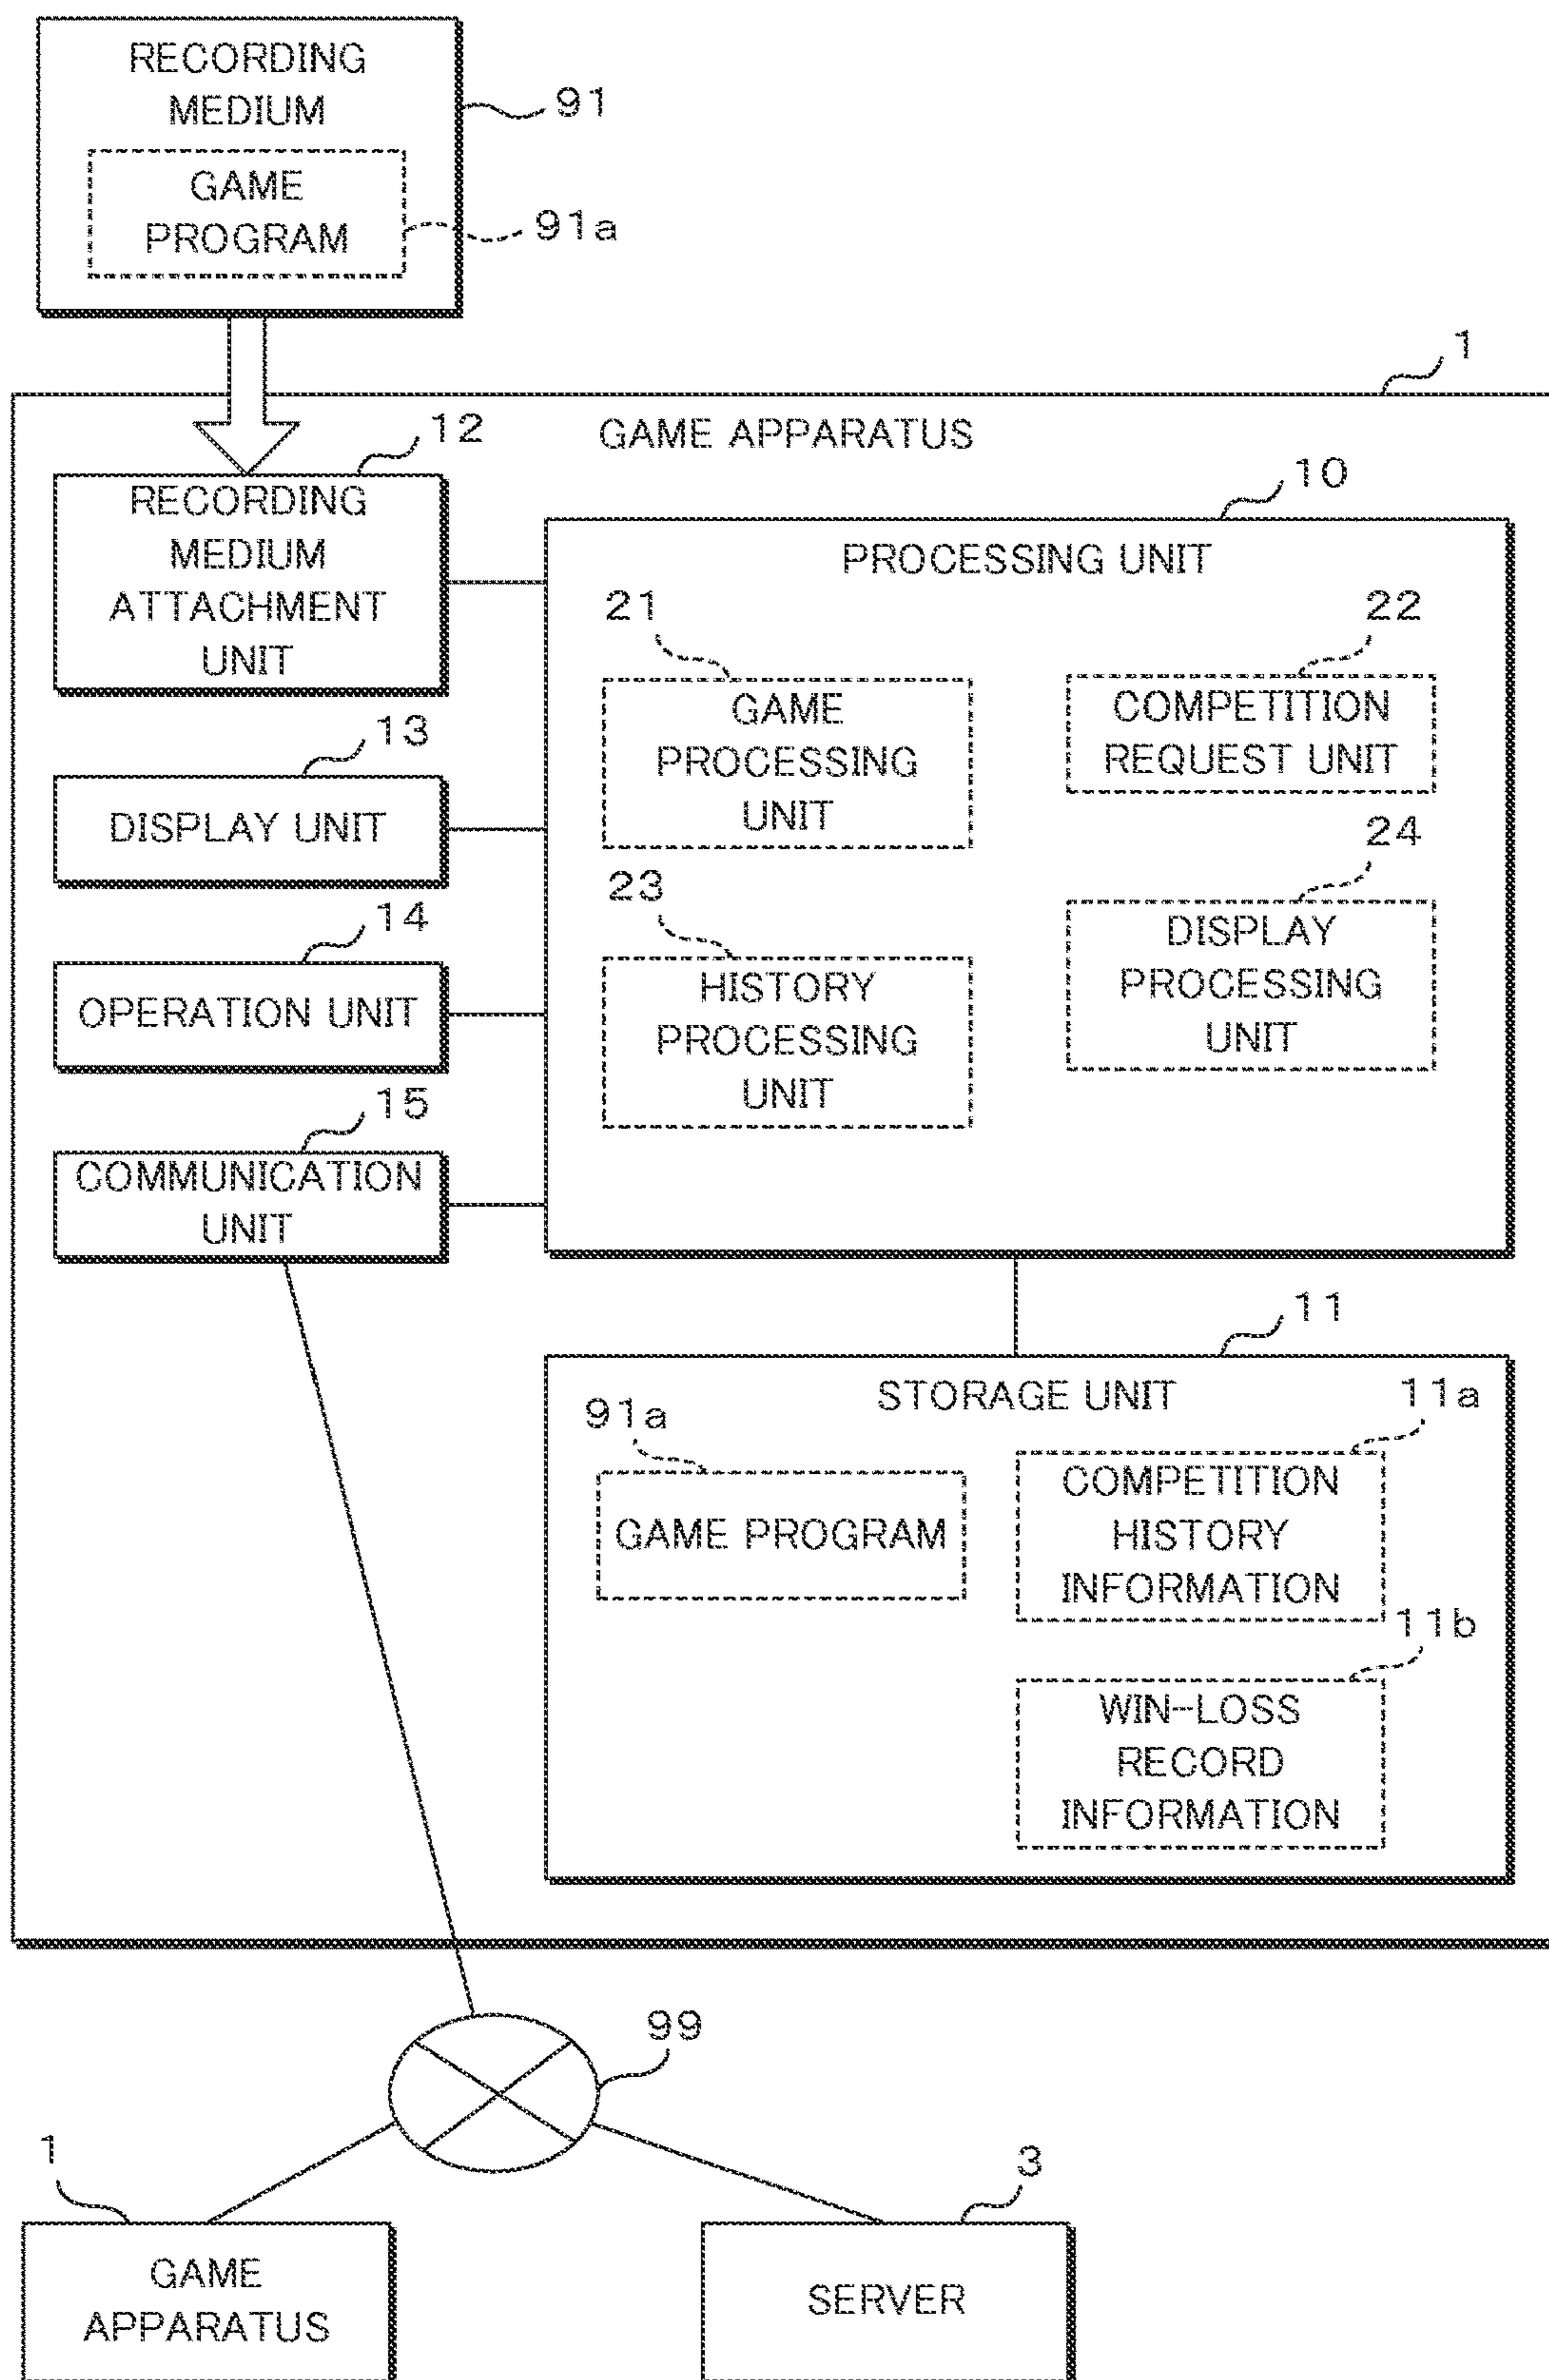 RECORDING
MEDIUM
91
GAME
PROGRAM
91a
1
GAME APPARATUS
12
RECORDING
MEDIUM
ATTACHMENT
UNIT
10
PROCESSING UNIT
21
GAME
PROCESSING
UNIT
22
COMPETITION
REQUEST UNIT
13
DISPLAY UNIT
23
HISTORY
PROCESSING
UNIT
24
DISPLAY
PROCESSING
UNIT
14
OPERATION UNIT
15
COMMUNICATION
UNIT
11
STORAGE UNIT
91a
GAME PROGRAM
11a
COMPETITION
HISTORY
INFORMATION
11b
WIN-LOSS
RECORD
INFORMATION
99
1
GAME
APPARATUS
3
SERVER